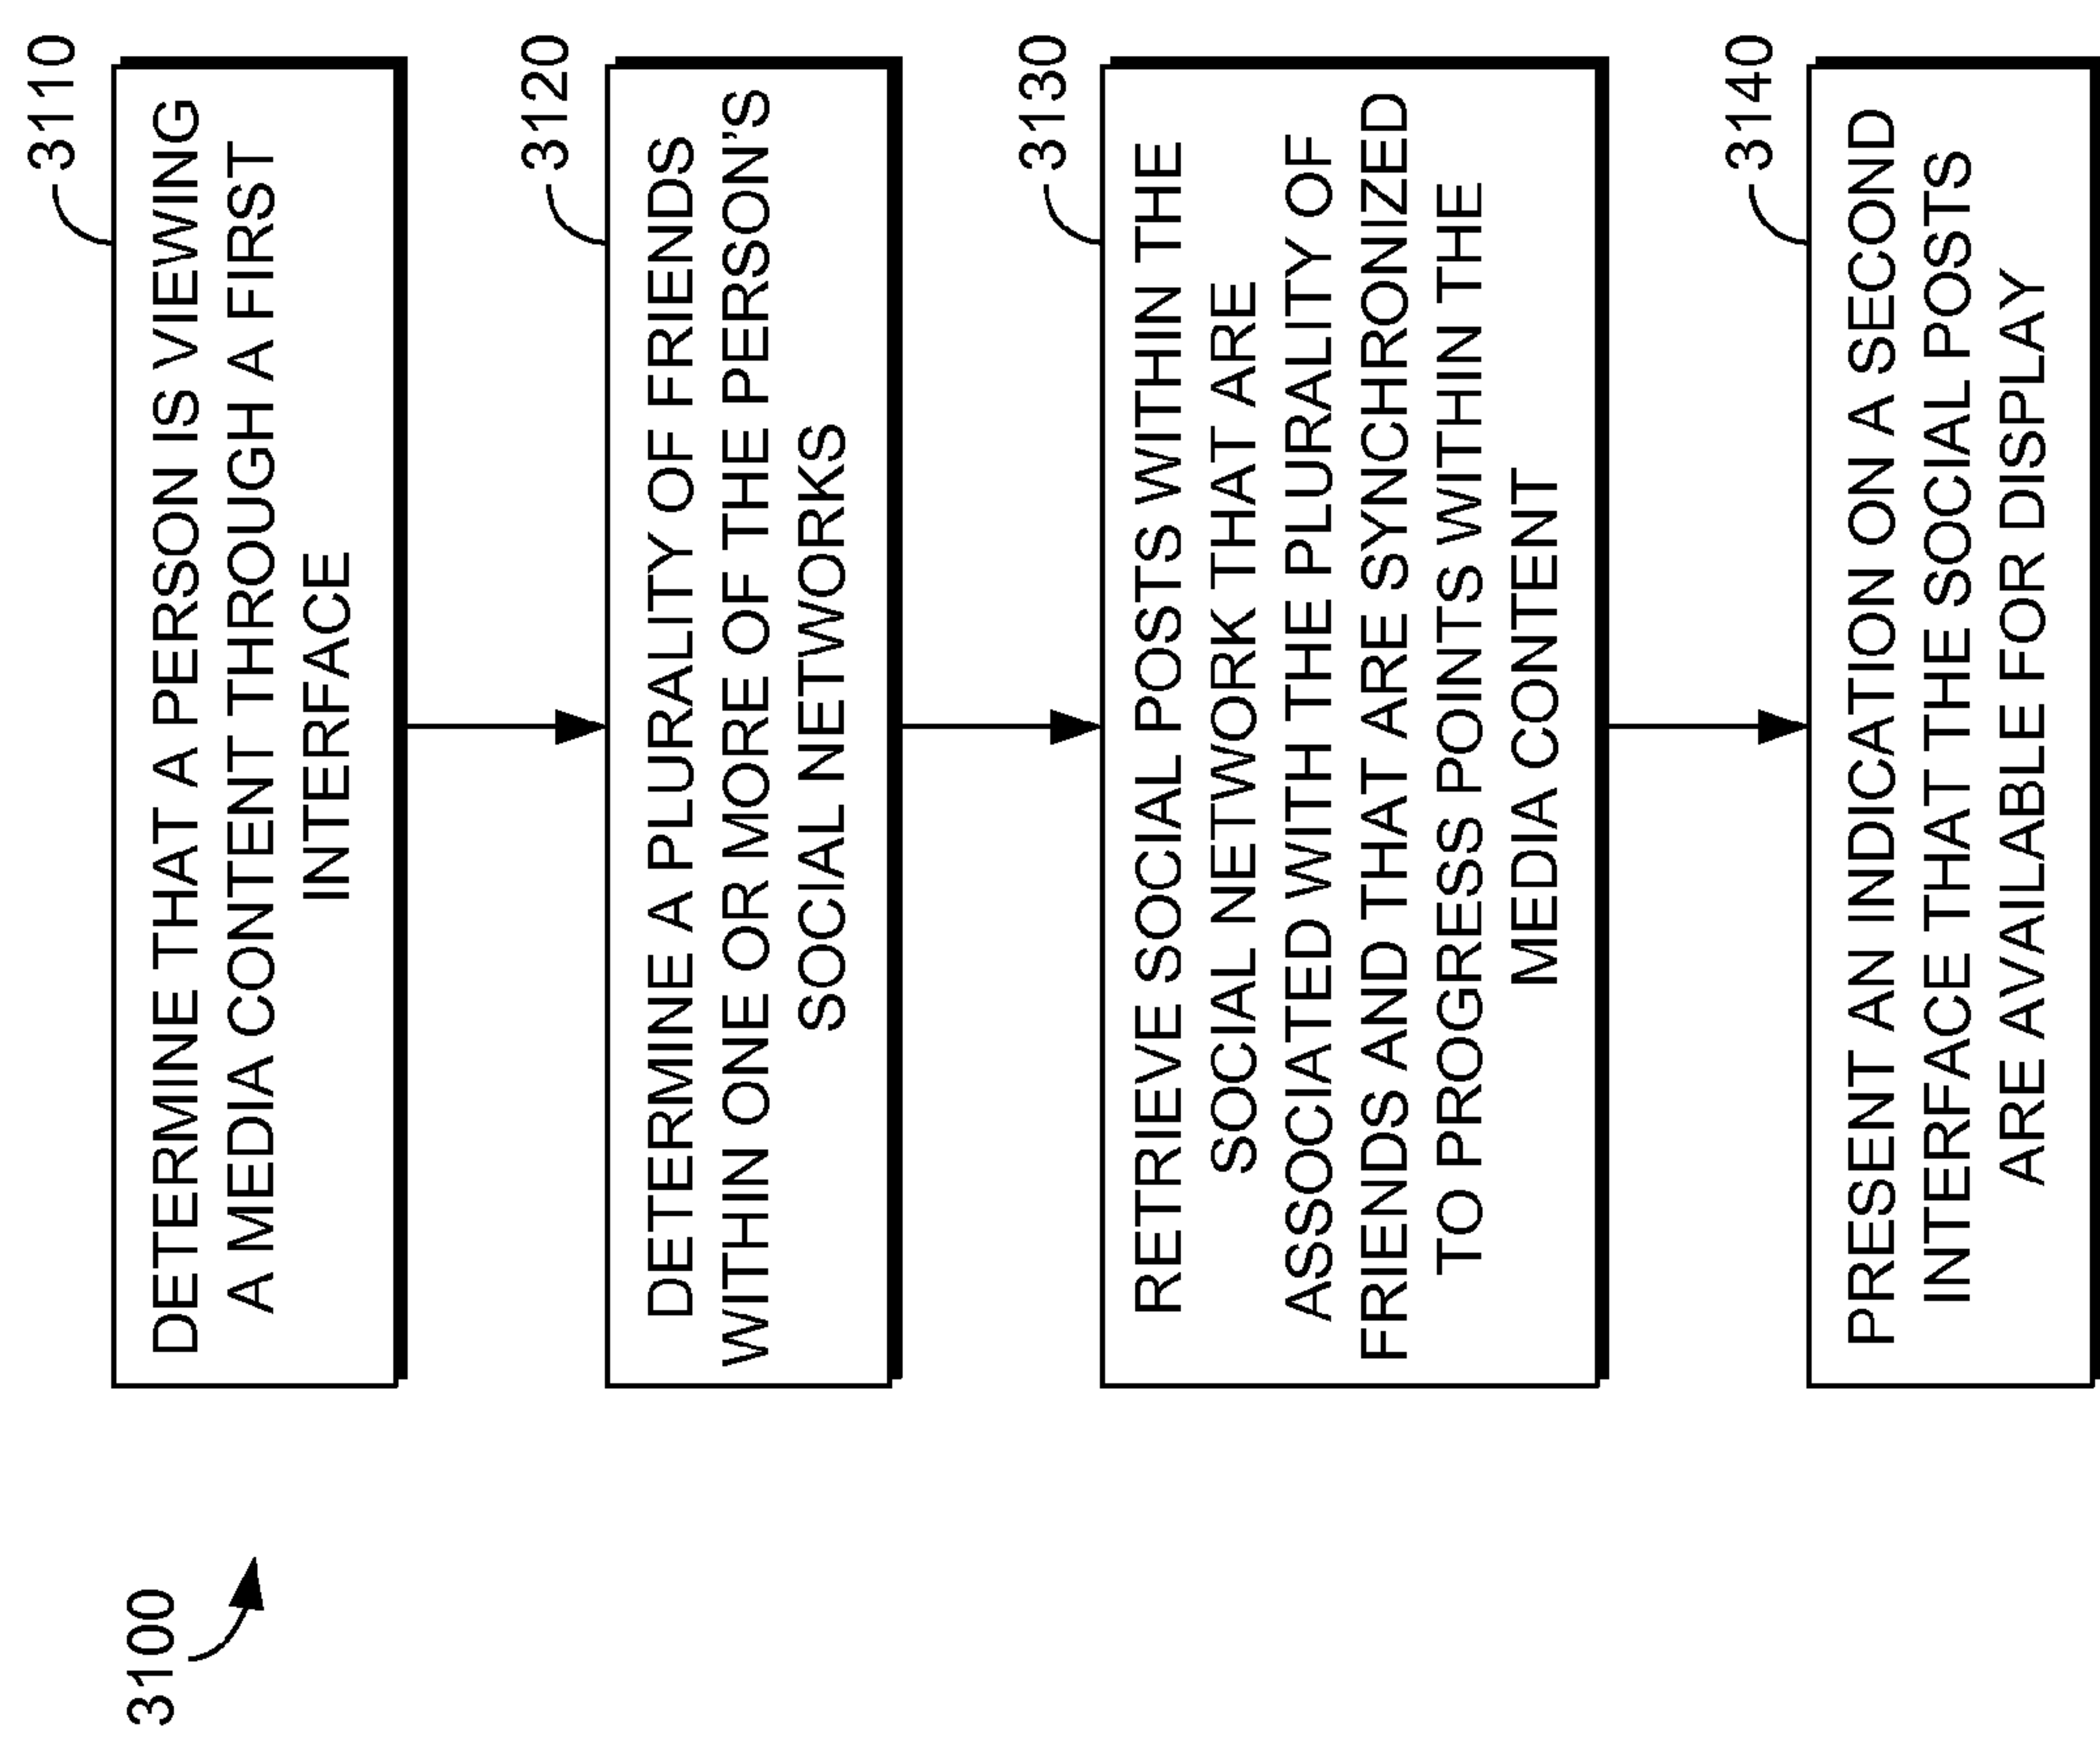 3100
3110
DETERMINE THAT A PERSON IS VIEWING
A MEDIA CONTENT THROUGH A FIRST
INTERFACE
3120
DETERMINE A PLURALITY OF FRIENDS
WITHIN ONE OR MORE OF THE PERSON'S
SOCIAL NETWORKS
3130
RETRIEVE SOCIAL POSTS WITHIN THE
SOCIAL NETWORK THAT ARE
ASSOCIATED WITH THE PLURALITY OF
FRIENDS AND THAT ARE SYNCHRONIZED
TO PROGRESS POINTS WITHIN THE
MEDIA CONTENT
3140
PRESENT AN INDICATION ON A SECOND
INTERFACE THAT THE SOCIAL POSTS
ARE AVAILABLE FOR DISPLAY